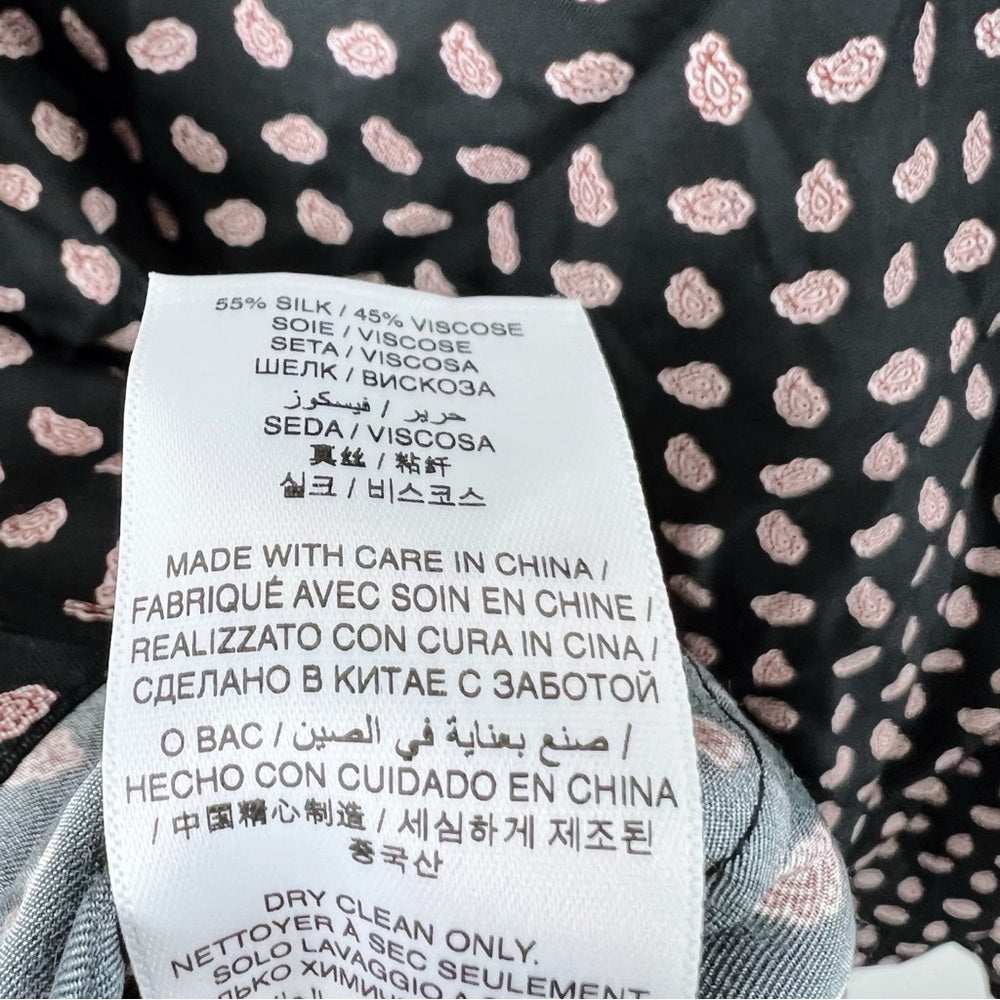 55% SILK / 45% VISCOSE
SOIE / VISCOSE
SETA / VISCOSA
ШЕЛК / ВИСКОЗА
حرير / فيسكوز
SEDA / VISCOSA
真丝 / 粘纤
실크 / 비스코스
MADE WITH CARE IN CHINA /
FABRIQUÉ AVEC SOIN EN CHINE /
REALIZZATO CON CURA IN CINA /
СДЕЛАНО В КИТАЕ С ЗАБОТОЙ
О ВАС / صنع بعناية في الصين /
HECHO CON CUIDADO EN CHINA
/ 中国精心制造 / 세심하게 제조된
중국산
DRY CLEAN ONLY.
NETTOYER À SEC SEULEMENT
SOLO LAVAGGIO A